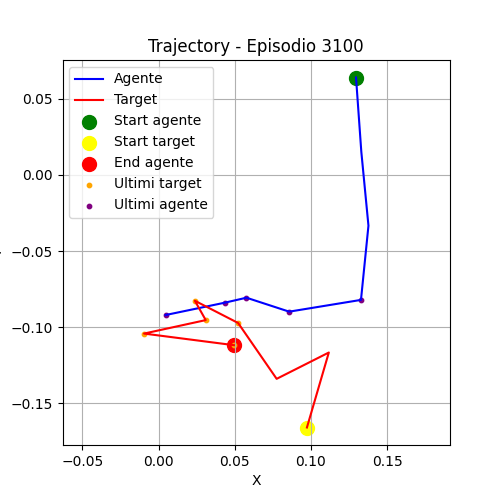 Trajectory - Episodio 3100
Agente
Target
Start agente
Start target
End agente
Ultimi target
Ultimi agente
0.05
0.00
−0.05
−0.10
−0.15
−0.05
0.00
0.05
0.10
0.15
X